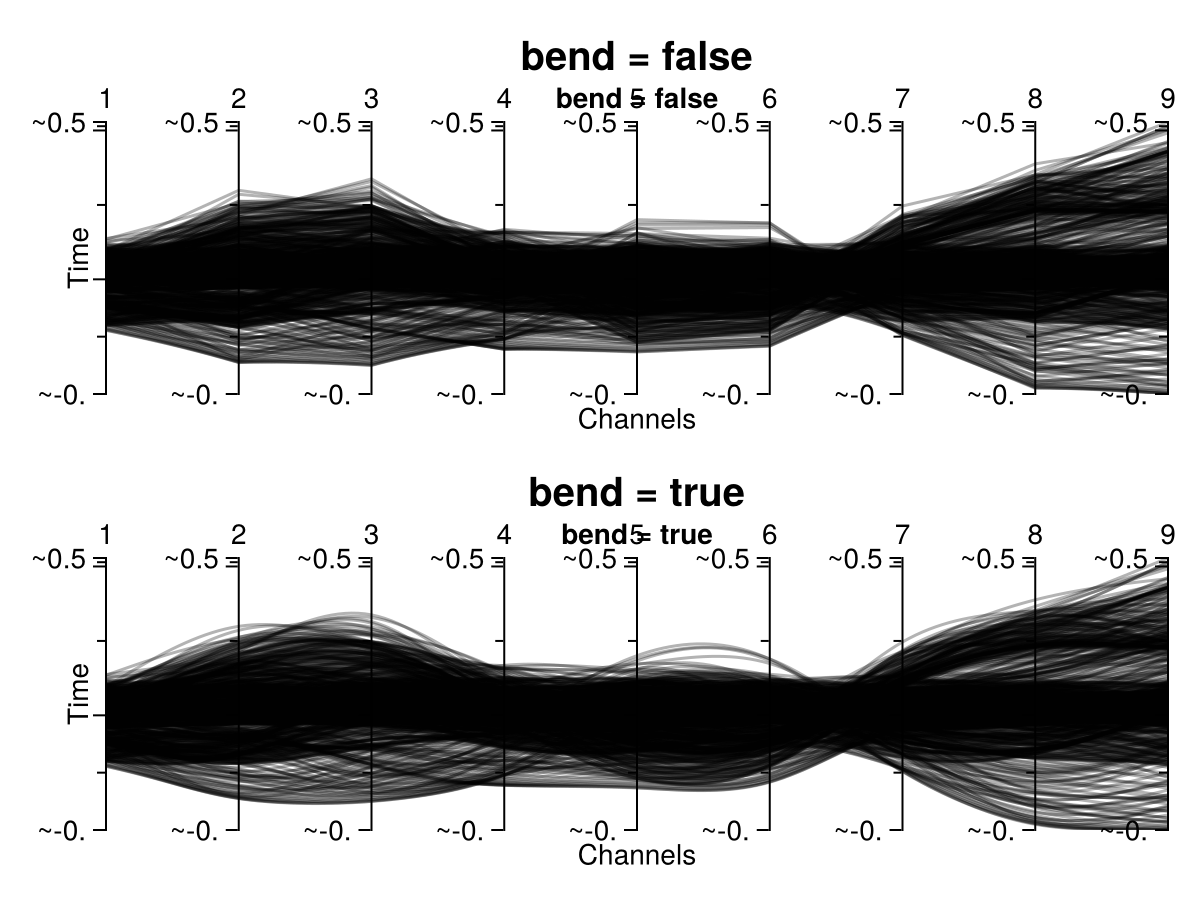 bend = false
1 2 3 4 5 6 7 8 9
bend = false
~0.5 ~0.5 ~0.5 ~0.5 ~0.5 ~0.5 ~0.5 ~0.5 ~0.5
Time
~-0. ~-0. ~-0. ~-0. ~-0. ~-0. ~-0. ~-0. ~-0.
Channels
bend = true
1 2 3 4 5 6 7 8 9
bend = true
~0.5 ~0.5 ~0.5 ~0.5 ~0.5 ~0.5 ~0.5 ~0.5 ~0.5
Time
~-0. ~-0. ~-0. ~-0. ~-0. ~-0. ~-0. ~-0. ~-0.
Channels